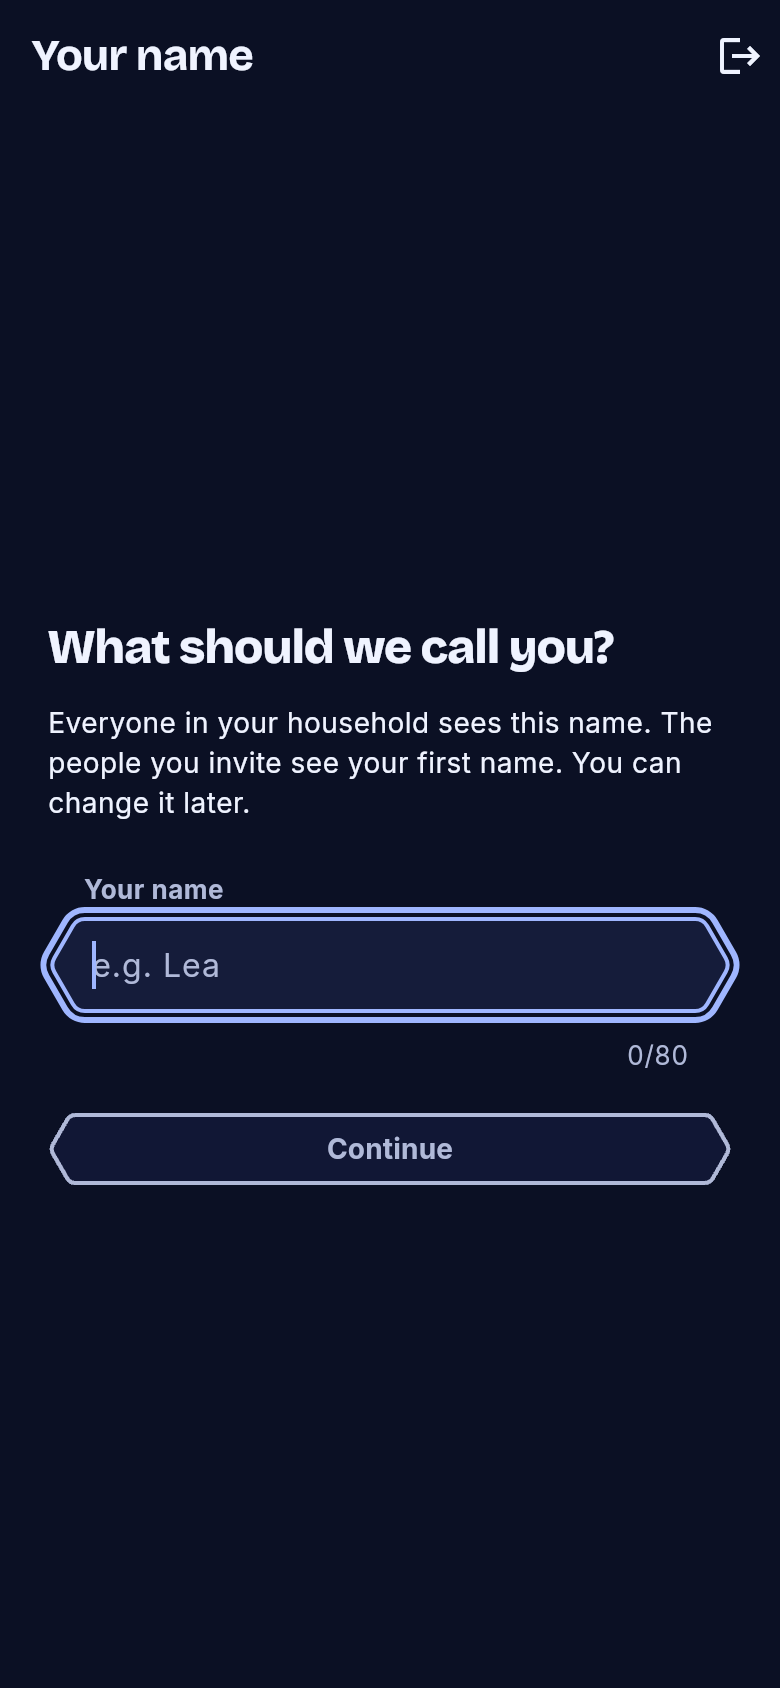 Your name
What should we call you?
Everyone in your household sees this name. The
people you invite see your first name. You can
change it later.
Your name
e.g. Lea
0/80
Continue